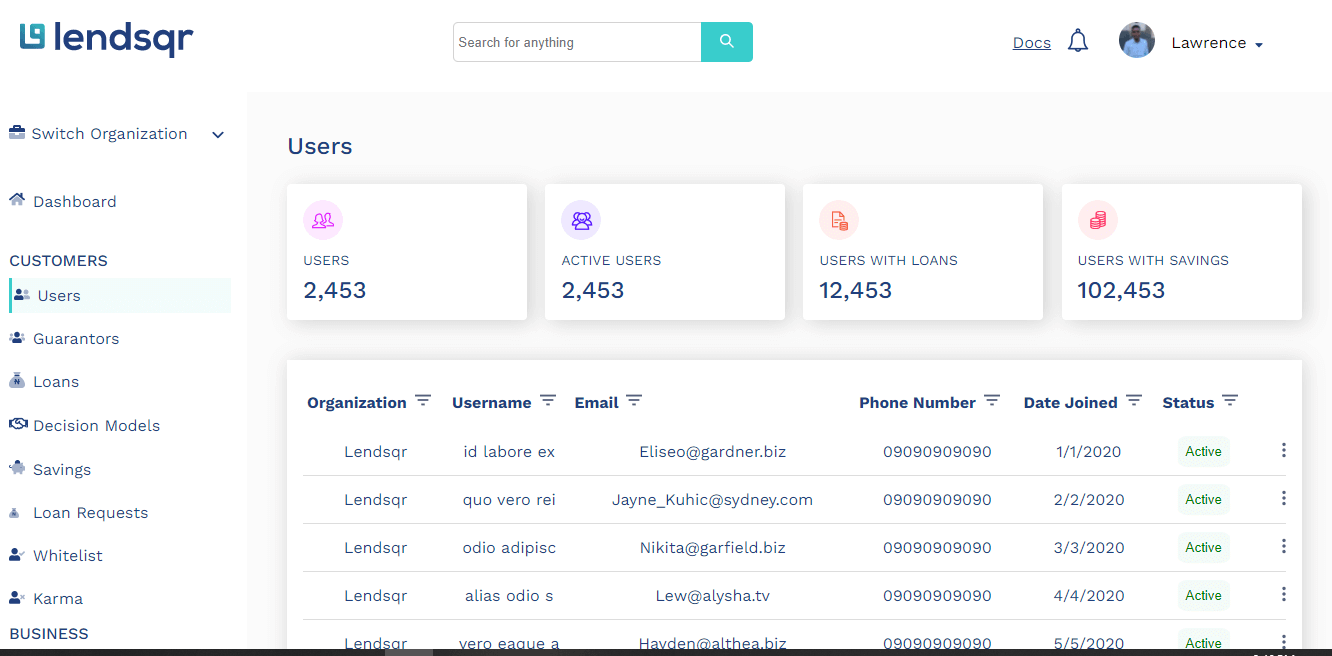 lendsqr
Search for anything
Docs
Lawrence
Switch Organization
Dashboard
CUSTOMERS
Users
Guarantors
Loans
Decision Models
Savings
Loan Requests
Whitelist
Karma
BUSINESS
Users
USERS
2,453
ACTIVE USERS
2,453
USERS WITH LOANS
12,453
USERS WITH SAVINGS
102,453
Organization Username Email Phone Number Date Joined Status
Lendsqr id labore ex Eliseo@gardner.biz 09090909090 1/1/2020 Active
Lendsqr quo vero rei Jayne_Kuhic@sydney.com 09090909090 2/2/2020 Active
Lendsqr odio adipisc Nikita@garfield.biz 09090909090 3/3/2020 Active
Lendsqr alias odio s Lew@alysha.tv 09090909090 4/4/2020 Active
Lendsqr vero eaque a Hayden@althea.biz 09090909090 5/5/2020 Active